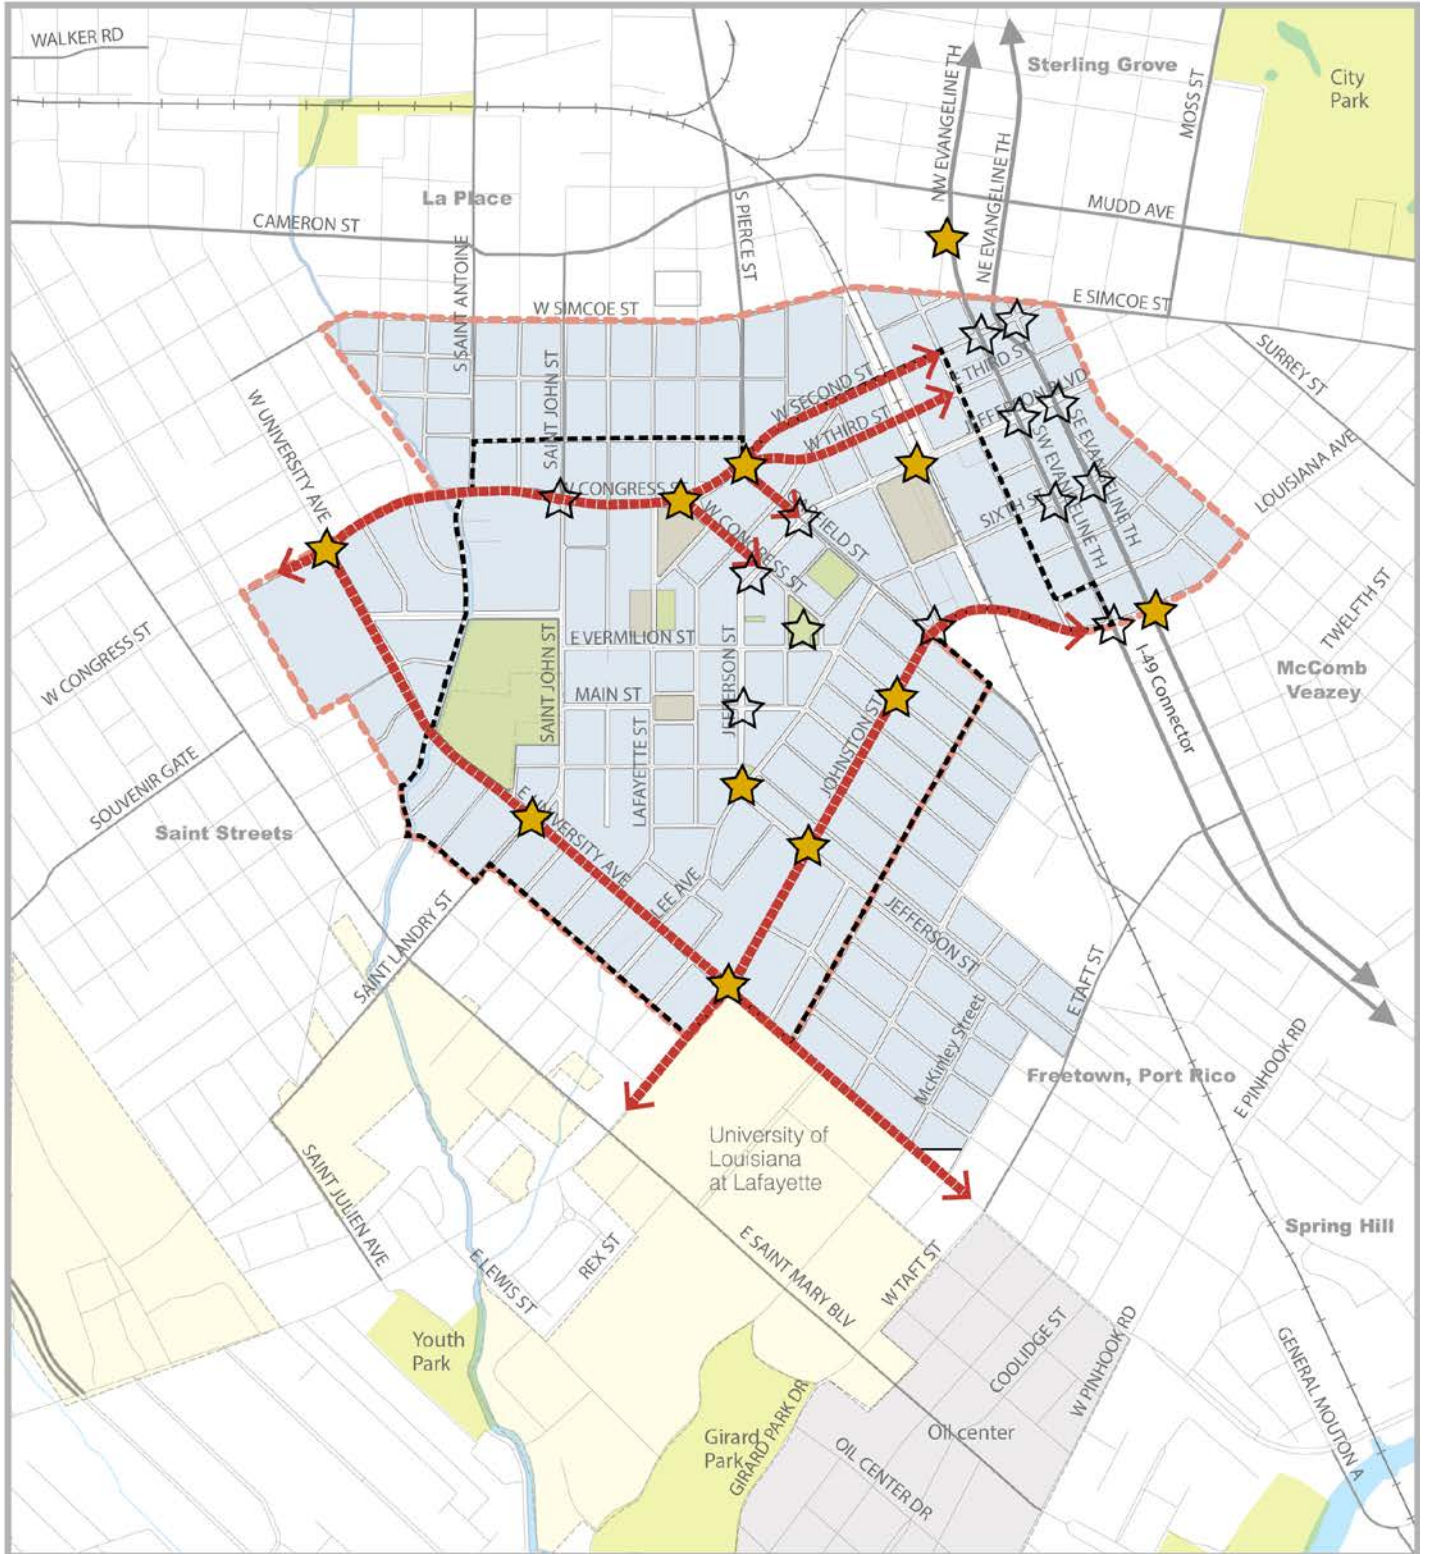 WALKER RD
Sterling Grove
City
Park
MOSS ST
NW EVANGELINE TH
NE EVANGELINE TH
La Place
MUDD AVE
CAMERON ST
S PIERCE ST
S SAINT ANTOINE
W SIMCOE ST
E SIMCOE ST
SURREY ST
SAINT JOHN ST
W SECOND ST
THIRD ST
W THIRD ST
W UNIVERSITY AVE
SW EVANGELINE TH
SE EVANGELINE TH
LOUISIANA AVE
CONGRESS ST
W CONGRESS ST
SIXTH ST
TWELFTH ST
W CONGRESS ST
E VERMILION ST
SAINT JOHN ST
JEFFERSON ST
I-49 Connector
McComb
Veazey
MAIN ST
LAFAYETTE ST
JOHNSTON ST
SOUVENIR GATE
Saint Streets
LEE AVE
SAINT LANDRY ST
JEFFERSON ST
E TAFT ST
McKinley Street
Freetown, Port Rico
E PINHOOK RD
University of
Louisiana
at Lafayette
SAINT JULIEN AVE
E LEWIS ST
REX ST
E SAINT MARY BLV
W TAFT ST
Spring Hill
Youth
Park
COOLIDGE ST
W PINHOOK RD
GENERAL MOUTON A
Girard
Park
GIRARD PARK DR
Oil center
OIL CENTER DR